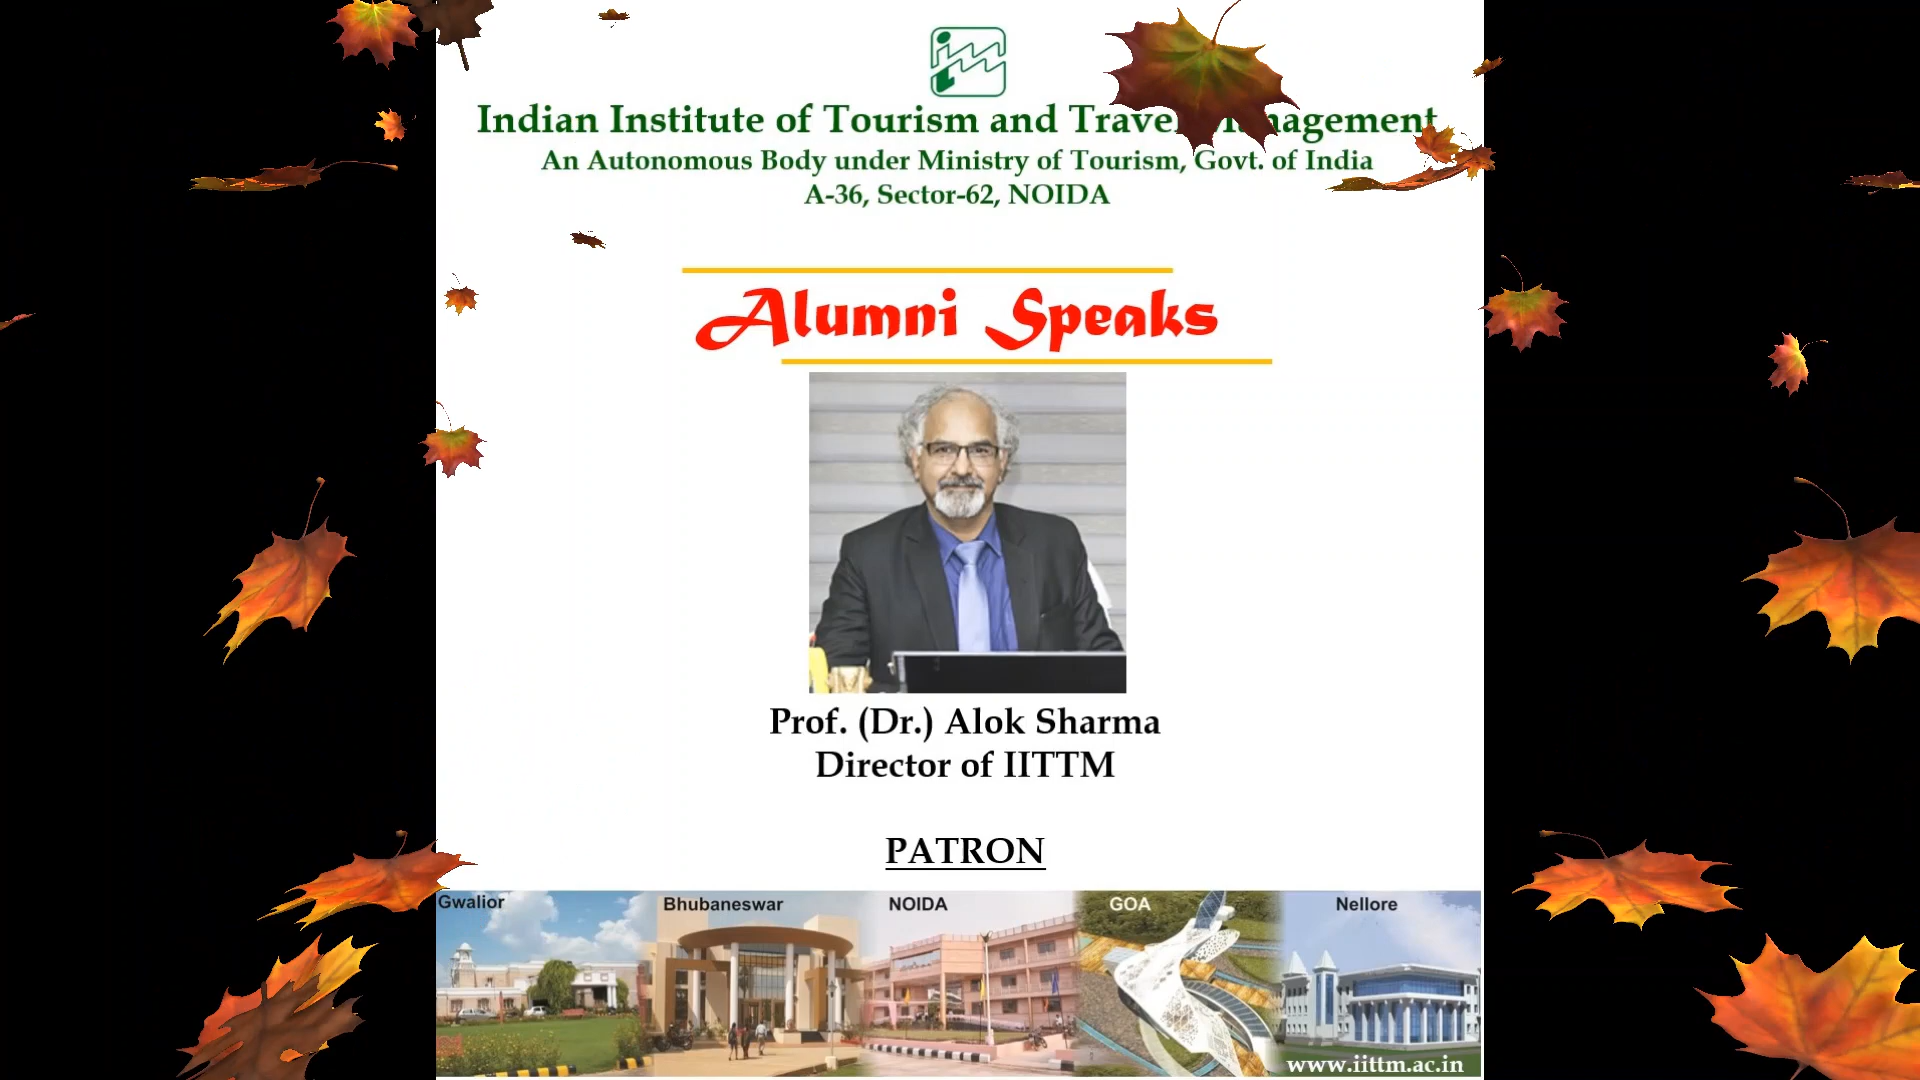 Indian Institute of Tourism and Travel Management
An Autonomous Body under Ministry of Tourism, Govt. of India
A-36, Sector-62, NOIDA
Alumni Speaks
Prof. (Dr.) Alok Sharma
Director of IITTM
PATRON
Gwalior
Bhubaneswar
NOIDA
GOA
Nellore
www.iittm.ac.in